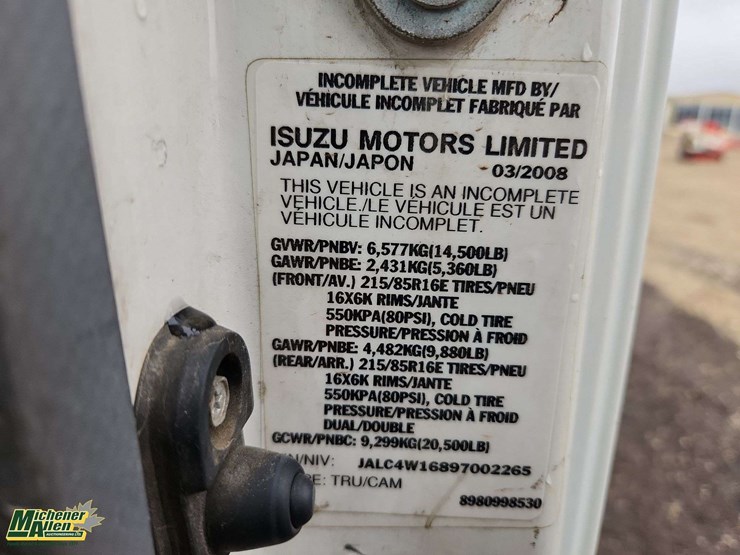 INCOMPLETE VEHICLE MFD BY/
VÉHICULE INCOMPLET FABRIQUÉ PAR
ISUZU MOTORS LIMITED
JAPAN/JAPON 03/2008
THIS VEHICLE IS AN INCOMPLETE
VEHICLE./LE VÉHICULE EST UN
VÉHICULE INCOMPLET.
GVWR/PNBV: 6,577KG(14,500LB)
GAWR/PNBE: 2,431KG(5,360LB)
(FRONT/AV.) 215/85R16E TIRES/PNEU
16X6K RIMS/JANTE
550KPA(80PSI), COLD TIRE
PRESSURE/PRESSION À FROID
GAWR/PNBE: 4,482KG(9,880LB)
(REAR/ARR.) 215/85R16E TIRES/PNEU
16X6K RIMS/JANTE
550KPA(80PSI), COLD TIRE
PRESSURE/PRESSION À FROID
DUAL/DOUBLE
GCWR/PNBC: 9,299KG(20,500LB)
N/NIV: JALC4W16897002265
PE: TRU/CAM
8980998530
Michener
Allen
AUCTIONEERING LTD.